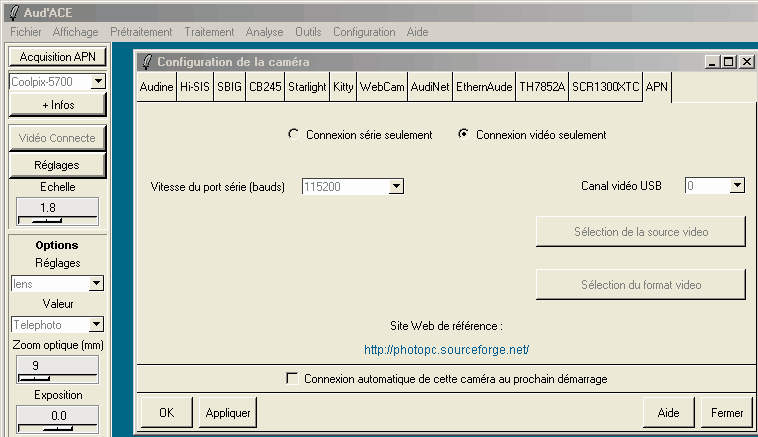 Aud'ACE
Fichier Affichage Prétraitement Traitement Analyse Outils Configuration Aide
Acquisition APN
Coolpix-5700
+ Infos
Vidéo Connecte
Réglages
Echelle
1.8
Options
Réglages
lens
Valeur
Telephoto
Zoom optique (mm)
9
Exposition
0.0
Configuration de la caméra
Audine Hi-SIS SBIG CB245 Starlight Kitty WebCam AudiNet EthernAude TH7852A SCR1300XTC APN
Connexion série seulement Connexion vidéo seulement
Vitesse du port série (bauds) 115200 Canal vidéo USB 0
Sélection de la source video
Sélection du format video
Site Web de référence :
http://photopc.sourceforge.net/
Connexion automatique de cette caméra au prochain démarrage
OK Appliquer Aide Fermer